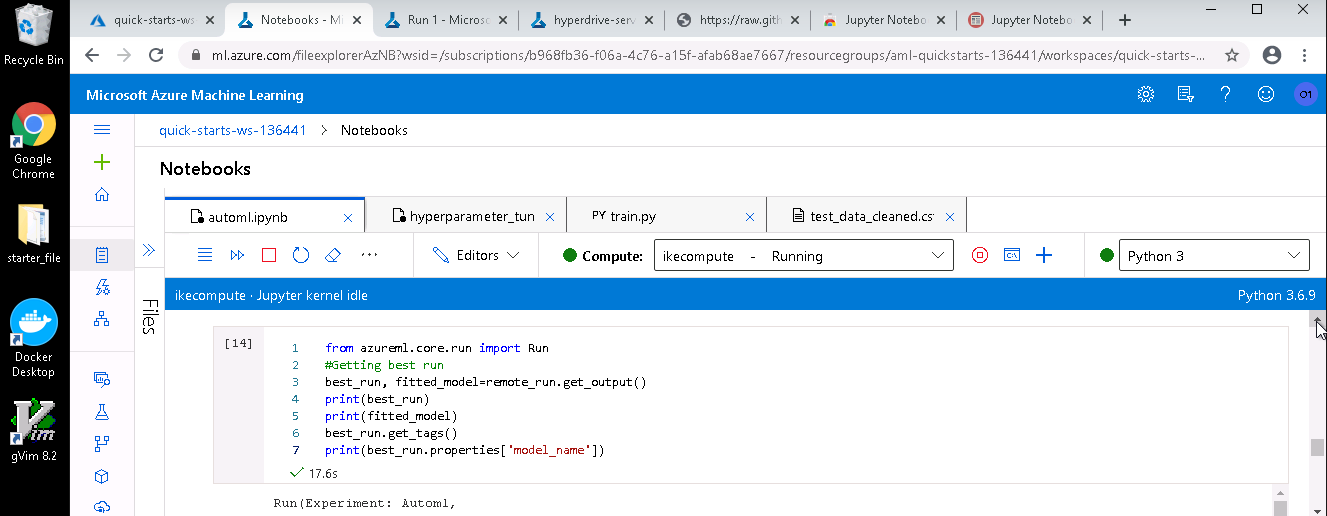 quick-starts-ws-
Notebooks - Mi
Run 1 - Microsc
hyperdrive-serv
https://raw.gith
Jupyter Notebo
Jupyter Notebo
Recycle Bin
ml.azure.com/fileexplorerAzNB?wsid=/subscriptions/b968fb36-f06a-4c76-a15f-afab68ae7667/resourcegroups/aml-quickstarts-136441/workspaces/quick-starts-...
Microsoft Azure Machine Learning
O1
Google
Chrome
quick-starts-ws-136441 > Notebooks
Notebooks
starter_file
automl.ipynb
hyperparameter_tun
PY train.py
test_data_cleaned.cs
Editors
Compute:
ikecompute - Running
Python 3
ikecompute · Jupyter kernel idle
Python 3.6.9
Files
Docker
Desktop
gVim 8.2
[14]
1 from azureml.core.run import Run
2 #Getting best run
3 best_run, fitted_model=remote_run.get_output()
4 print(best_run)
5 print(fitted_model)
6 best_run.get_tags()
7 print(best_run.properties['model_name'])
17.6s
Run(Experiment: Automl,